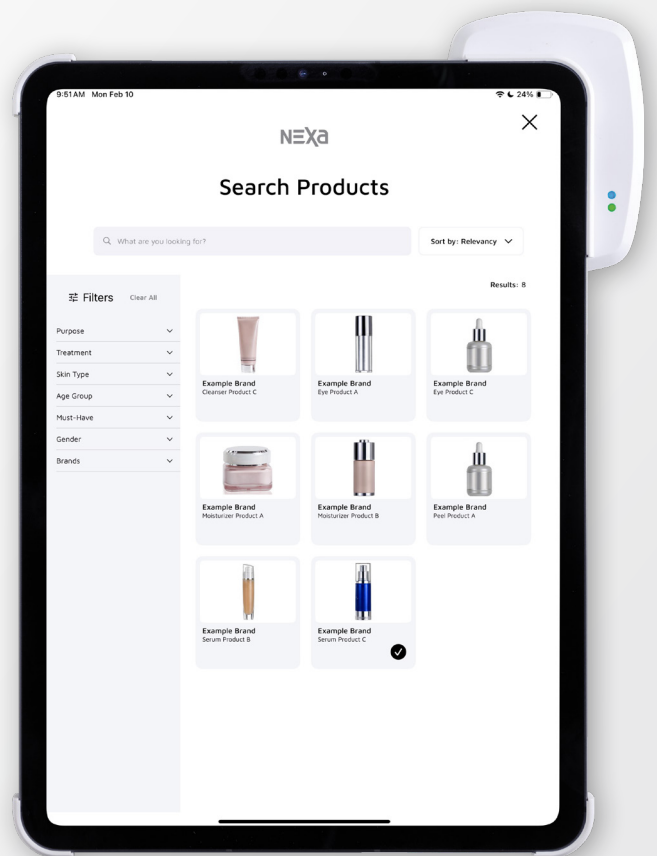 9:51 AM Mon Feb 10
24%
NEXa
Search Products
What are you looking for?
Sort by: Relevancy
Results: 8
Filters
Clear All
Purpose
Treatment
Skin Type
Age Group
Must-Have
Gender
Brands
Example Brand
Cleanser Product C
Example Brand
Eye Product A
Example Brand
Eye Product C
Example Brand
Moisturizer Product A
Example Brand
Moisturizer Product B
Example Brand
Peel Product A
Example Brand
Serum Product B
Example Brand
Serum Product C